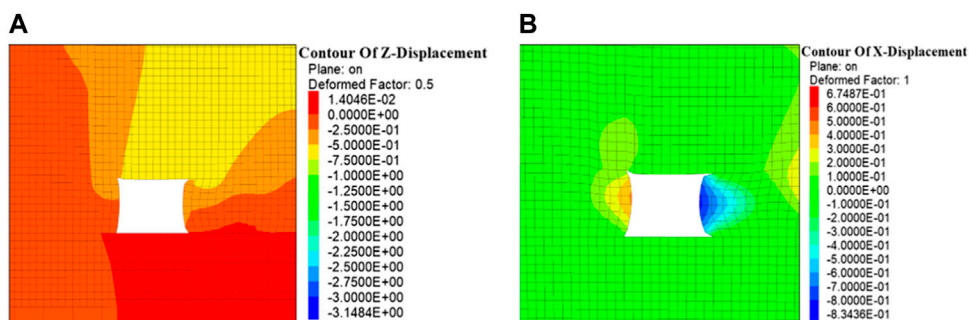 A
Contour Of Z-Displacement
Plane: on
Deformed Factor: 0.5
1.4046E-02
0.0000E+00
-2.5000E-01
-5.0000E-01
-7.5000E-01
-1.0000E+00
-1.2500E+00
-1.5000E+00
-1.7500E+00
-2.0000E+00
-2.2500E+00
-2.5000E+00
-2.7500E+00
-3.0000E+00
-3.1484E+00
B
Contour Of X-Displacement
Plane: on
Deformed Factor: 1
6.7487E-01
6.0000E-01
5.0000E-01
4.0000E-01
3.0000E-01
2.0000E-01
1.0000E-01
0.0000E+00
-1.0000E-01
-2.0000E-01
-3.0000E-01
-4.0000E-01
-5.0000E-01
-6.0000E-01
-7.0000E-01
-8.0000E-01
-8.3436E-01